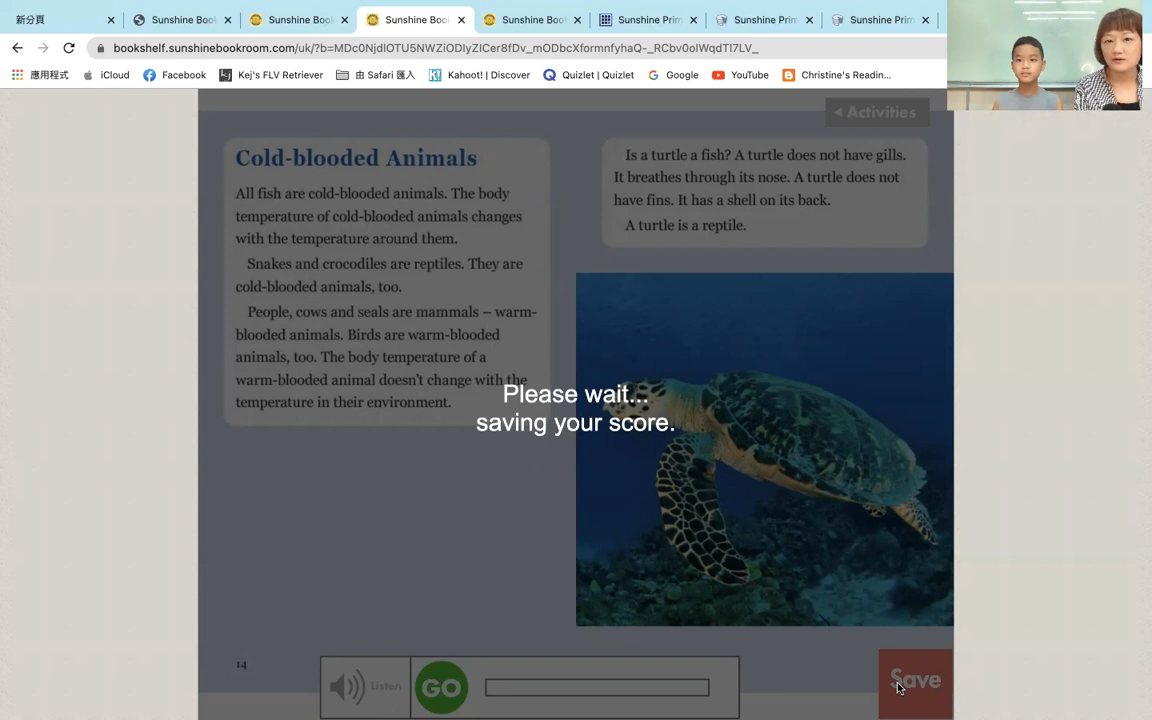 新分頁
Sunshine Boo
Sunshine Boo
Sunshine Boo
Sunshine Boo
Sunshine Prim
Sunshine Prim
Sunshine Prim
bookshelf.sunshinebookroom.com/uk/?b=MDc0NjdlOTU5NWZiODIyZlCer8fDv_mODbcXformnfyhaQ-_RCbv0oIWqdTI7LV_
應用程式
iCloud
Facebook
Kej's FLV Retriever
由 Safari 匯入
Kahoot! | Discover
Quizlet | Quizlet
Google
YouTube
Christine's Readin...
Activities
Cold-blooded Animals
All fish are cold-blooded animals. The body
temperature of cold-blooded animals changes
with the temperature around them.
Snakes and crocodiles are reptiles. They are
cold-blooded animals, too.
People, cows and seals are mammals – warm-
blooded animals. Birds are warm-blooded
animals, too. The body temperature of a
warm-blooded animal doesn't change with the
temperature in their environment.
Is a turtle a fish? A turtle does not have gills.
It breathes through its nose. A turtle does not
have fins. It has a shell on its back.
A turtle is a reptile.
Please wait...
saving your score.
14
Listen
GO
Save